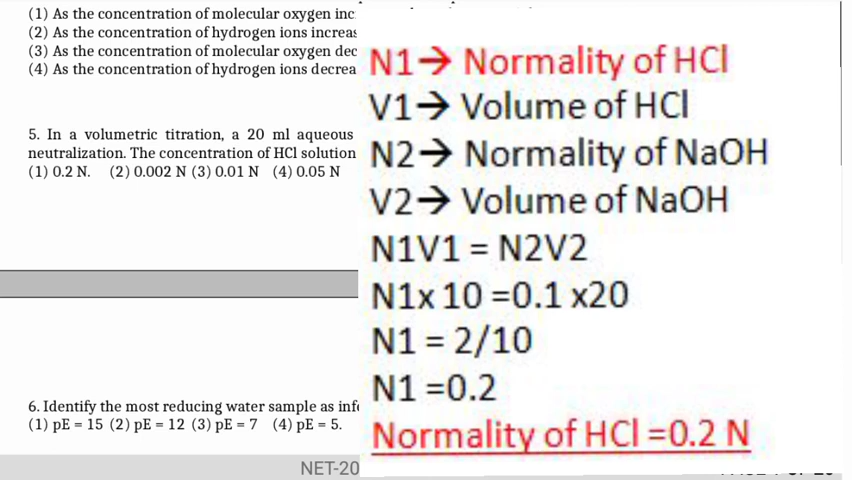 (1) As the concentration of molecular oxygen inc
(2) As the concentration of hydrogen ions increas
(3) As the concentration of molecular oxygen dec
(4) As the concentration of hydrogen ions decrea
5. In a volumetric titration, a 20 ml aqueous
neutralization. The concentration of HCl solution
(1) 0.2 N. (2) 0.002 N (3) 0.01 N (4) 0.05 N
6. Identify the most reducing water sample as inf
(1) pE = 15 (2) pE = 12 (3) pE = 7 (4) pE = 5.
NET-20
N1→ Normality of HCl
V1→ Volume of HCl
N2→ Normality of NaOH
V2→ Volume of NaOH
N1V1 = N2V2
N1x 10 =0.1 x20
N1 = 2/10
N1 =0.2
Normality of HCl =0.2 N